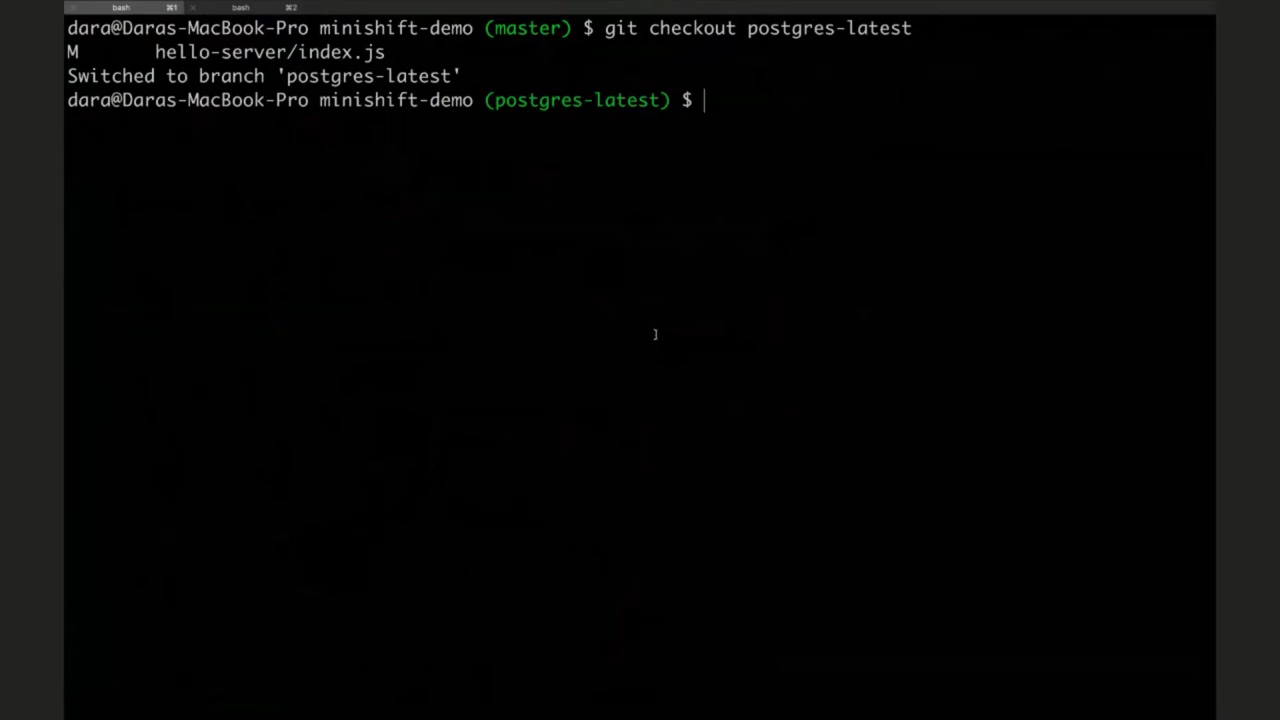 bash ⌘1 bash ⌘2
dara@Daras-MacBook-Pro minishift-demo (master) $ git checkout postgres-latest
M hello-server/index.js
Switched to branch 'postgres-latest'
dara@Daras-MacBook-Pro minishift-demo (postgres-latest) $